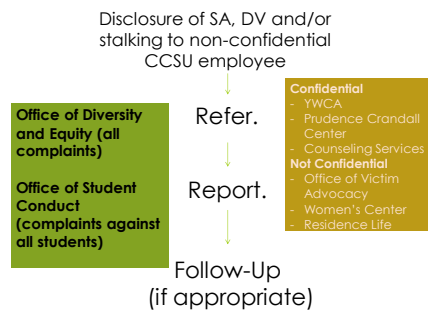 Disclosure of SA, DV and/or
stalking to non-confidential
CCSU employee
Office of Diversity
and Equity (all
complaints)
Office of Student
Conduct
(complaints against
all students)
Refer.
Report.
Follow-Up
(if appropriate)
Confidential
- YWCA
- Prudence Crandall
Center
- Counseling Services
Not Confidential
- Office of Victim
Advocacy
- Women's Center
- Residence Life